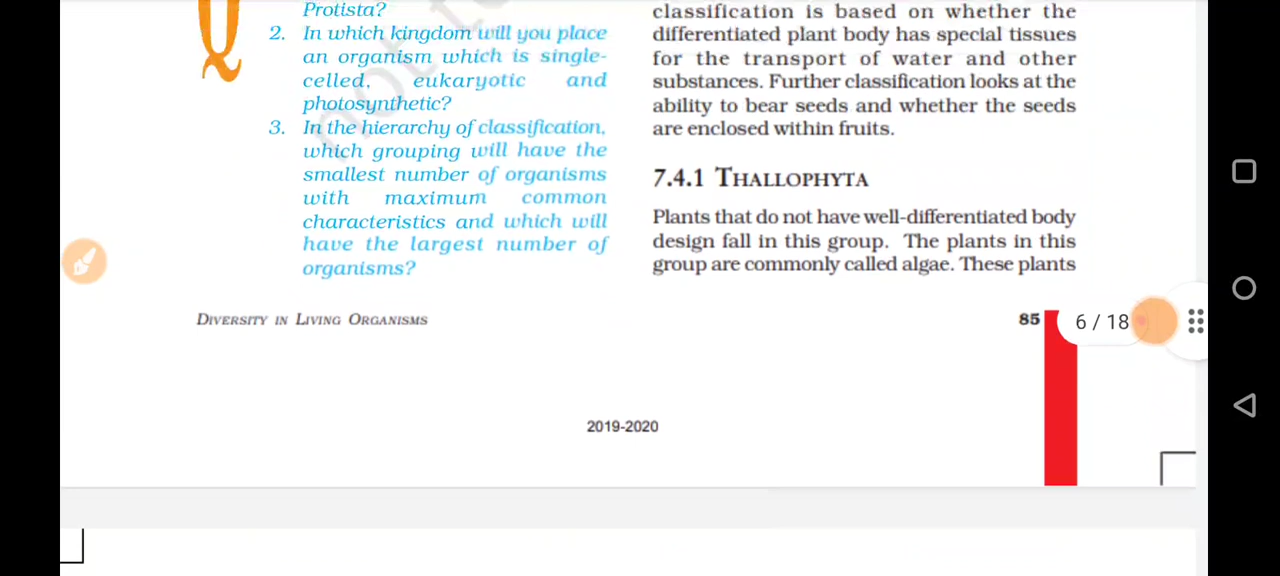 Protista?
2. In which kingdom will you place
an organism which is single-
celled, eukaryotic and
photosynthetic?
3. In the hierarchy of classification,
which grouping will have the
smallest number of organisms
with maximum common
characteristics and which will
have the largest number of
organisms?
classification is based on whether the
differentiated plant body has special tissues
for the transport of water and other
substances. Further classification looks at the
ability to bear seeds and whether the seeds
are enclosed within fruits.
7.4.1 THALLOPHYTA
Plants that do not have well-differentiated body
design fall in this group. The plants in this
group are commonly called algae. These plants
DIVERSITY IN LIVING ORGANISMS
85
6 / 18
2019-2020